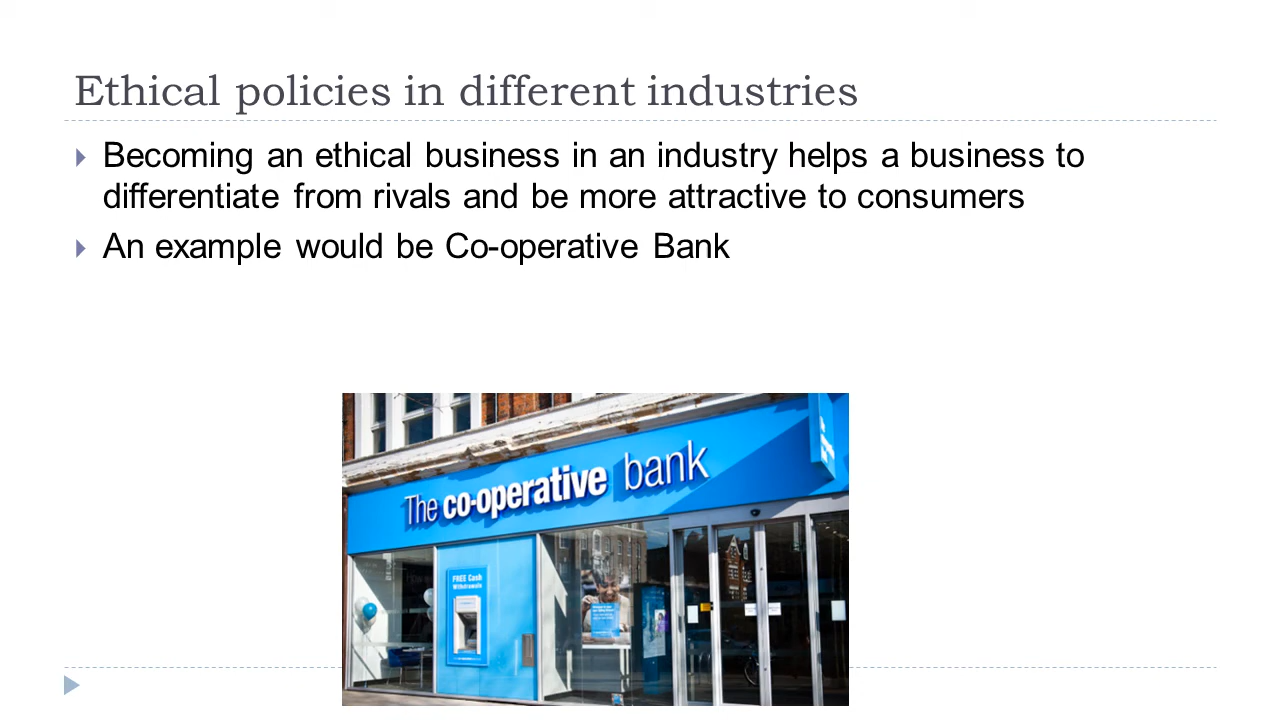 Ethical policies in different industries
Becoming an ethical business in an industry helps a business to
differentiate from rivals and be more attractive to consumers
An example would be Co-operative Bank
The co-operative bank
FREE Cash
Withdrawals